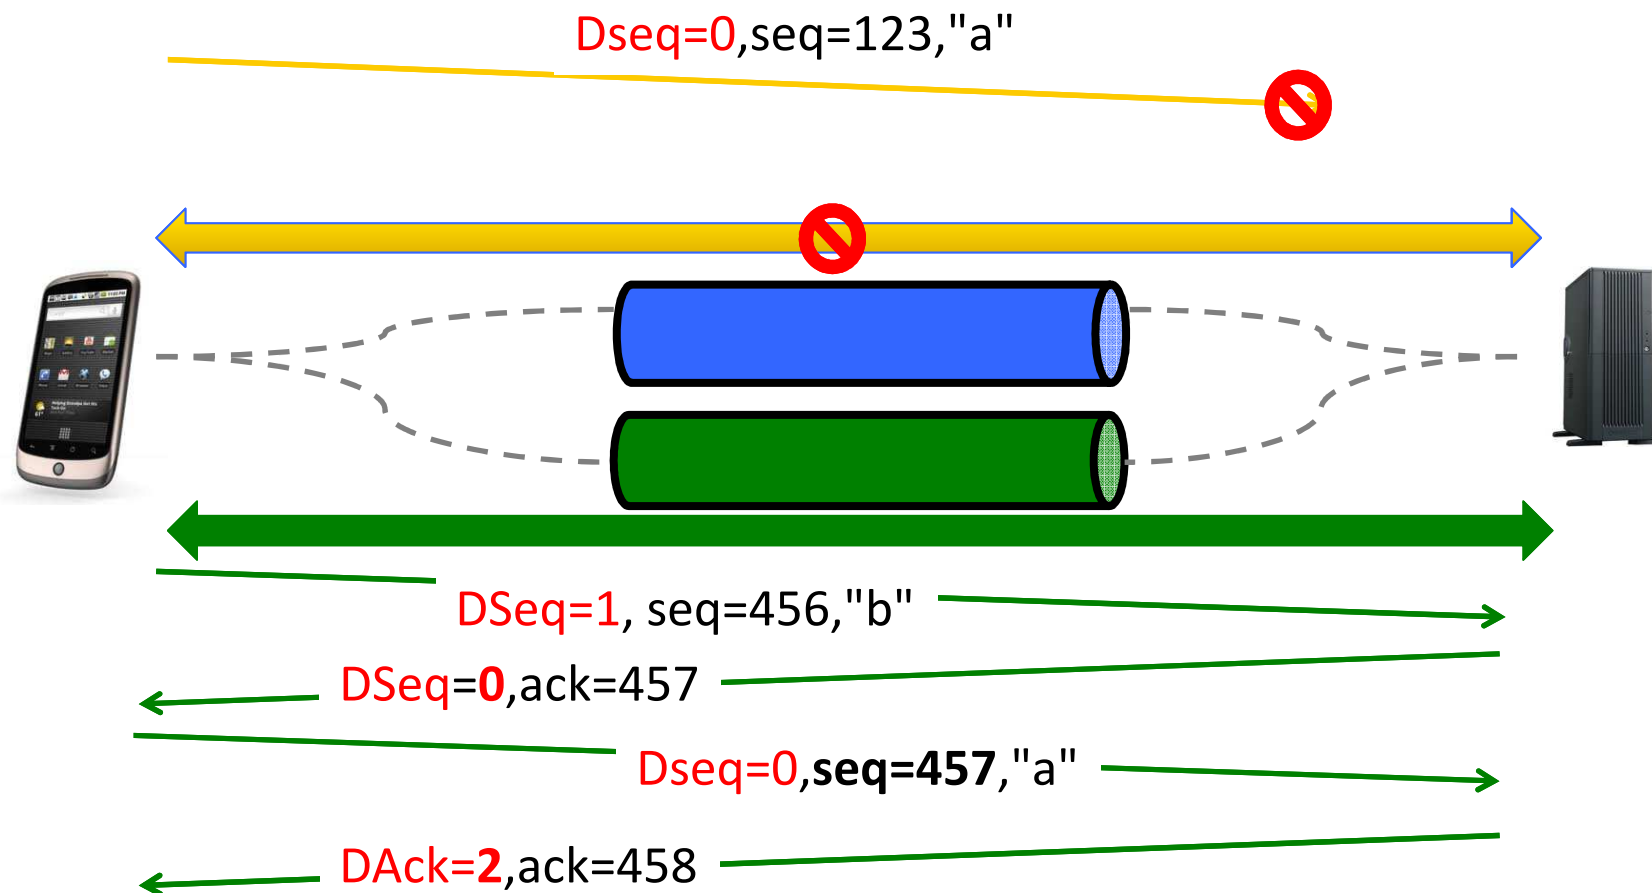 Dseq=0,seq=123,"a"
DSeq=1, seq=456,"b"
DSeq=0,ack=457
Dseq=0,seq=457,"a"
DAck=2,ack=458